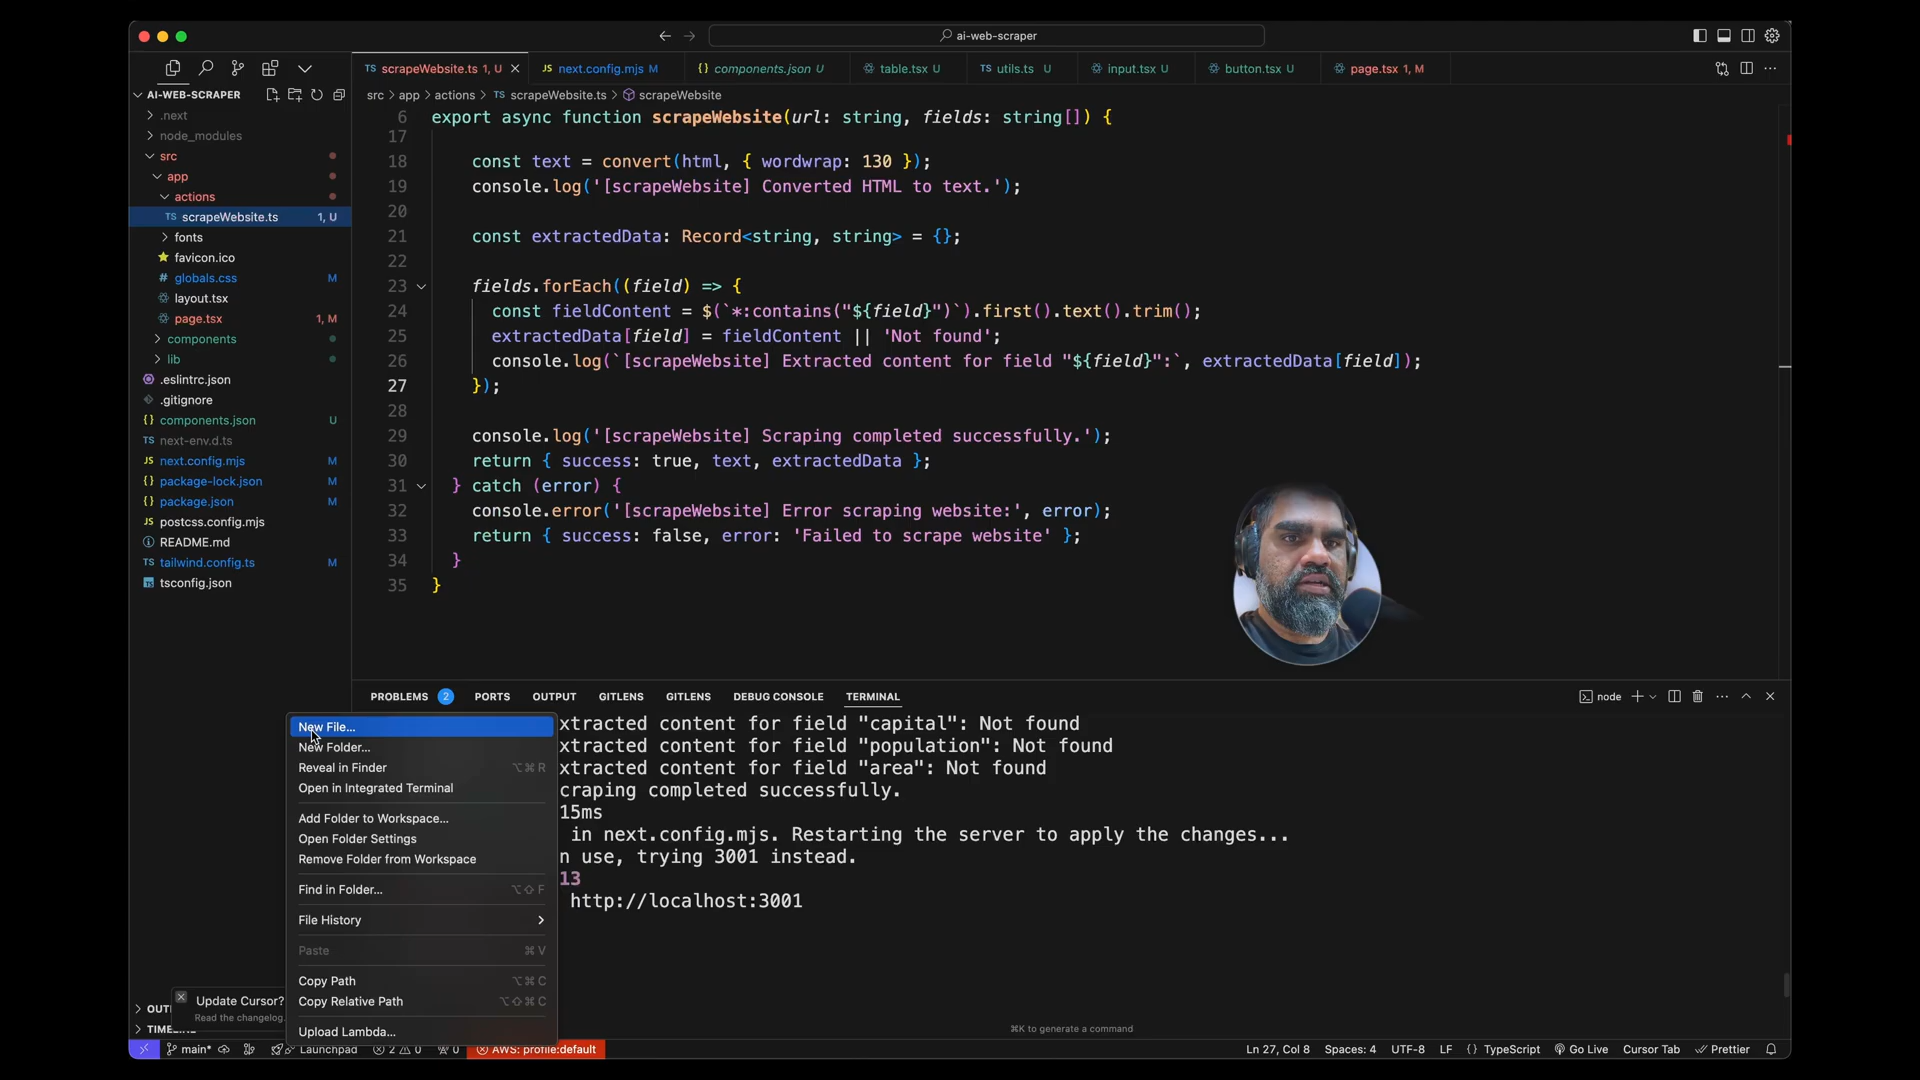 ai-web-scraper
TS scrapeWebsite.ts 1, U
JS next.config.mjs M
{} components.json U
table.tsx U
TS utils.ts U
input.tsx U
button.tsx U
page.tsx 1, M
AI-WEB-SCRAPER
src > app > actions > TS scrapeWebsite.ts > scrapeWebsite
.next
node_modules
src
app
actions
TS scrapeWebsite.ts 1, U
fonts
favicon.ico
# globals.css M
layout.tsx
page.tsx 1, M
components
lib
.eslintrc.json
.gitignore
{} components.json U
TS next-env.d.ts
JS next.config.mjs M
{} package-lock.json M
{} package.json M
JS postcss.config.mjs
README.md
TS tailwind.config.ts M
tsconfig.json
6 export async function scrapeWebsite(url: string, fields: string[]) {
17
18 const text = convert(html, { wordwrap: 130 });
19 console.log('[scrapeWebsite] Converted HTML to text.');
20
21 const extractedData: Record<string, string> = {};
22
23 fields.forEach((field) => {
24 const fieldContent = $(`*:contains("${field}")`).first().text().trim();
25 extractedData[field] = fieldContent || 'Not found';
26 console.log(`[scrapeWebsite] Extracted content for field "${field}":`, extractedData[field]);
27 });
28
29 console.log('[scrapeWebsite] Scraping completed successfully.');
30 return { success: true, text, extractedData };
31 } catch (error) {
32 console.error('[scrapeWebsite] Error scraping website:', error);
33 return { success: false, error: 'Failed to scrape website' };
34 }
35 }
PROBLEMS 2 PORTS OUTPUT GITLENS GITLENS DEBUG CONSOLE TERMINAL
node
xtracted content for field "capital": Not found
xtracted content for field "population": Not found
xtracted content for field "area": Not found
craping completed successfully.
15ms
in next.config.mjs. Restarting the server to apply the changes...
n use, trying 3001 instead.
13
http://localhost:3001
⌘K to generate a command
New File...
New Folder...
Reveal in Finder ⌥⌘R
Open in Integrated Terminal
Add Folder to Workspace...
Open Folder Settings
Remove Folder from Workspace
Find in Folder... ⌥⇧F
File History
Paste ⌘V
Copy Path ⌥⌘C
Copy Relative Path ⌥⇧⌘C
Upload Lambda...
Update Cursor?
Read the changelog.
OUT
TIMELINE
main* Launchpad 2 0 0 AWS: profile:default
Ln 27, Col 8 Spaces: 4 UTF-8 LF {} TypeScript Go Live Cursor Tab Prettier